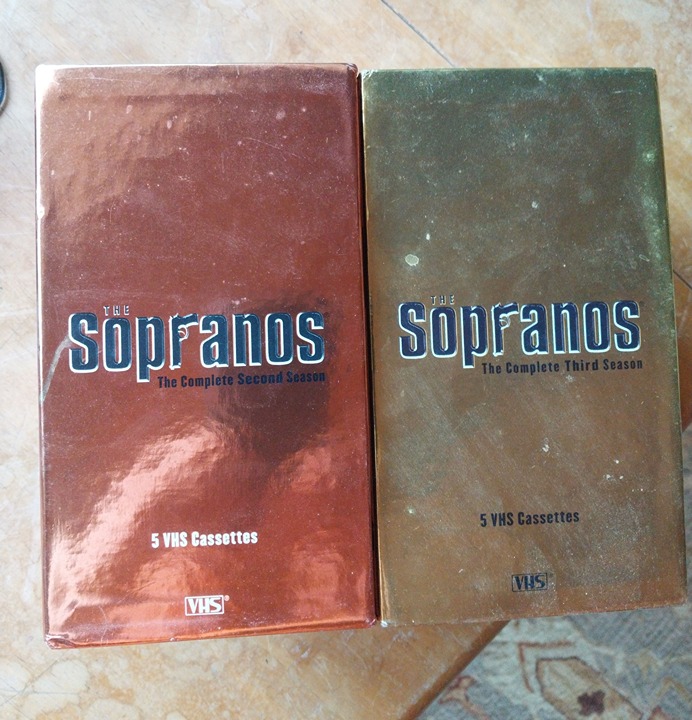 THE
Sopranos
The Complete Second Season
5 VHS Cassettes
VHS®
THE
Sopranos
The Complete Third Season
5 VHS Cassettes
VHS